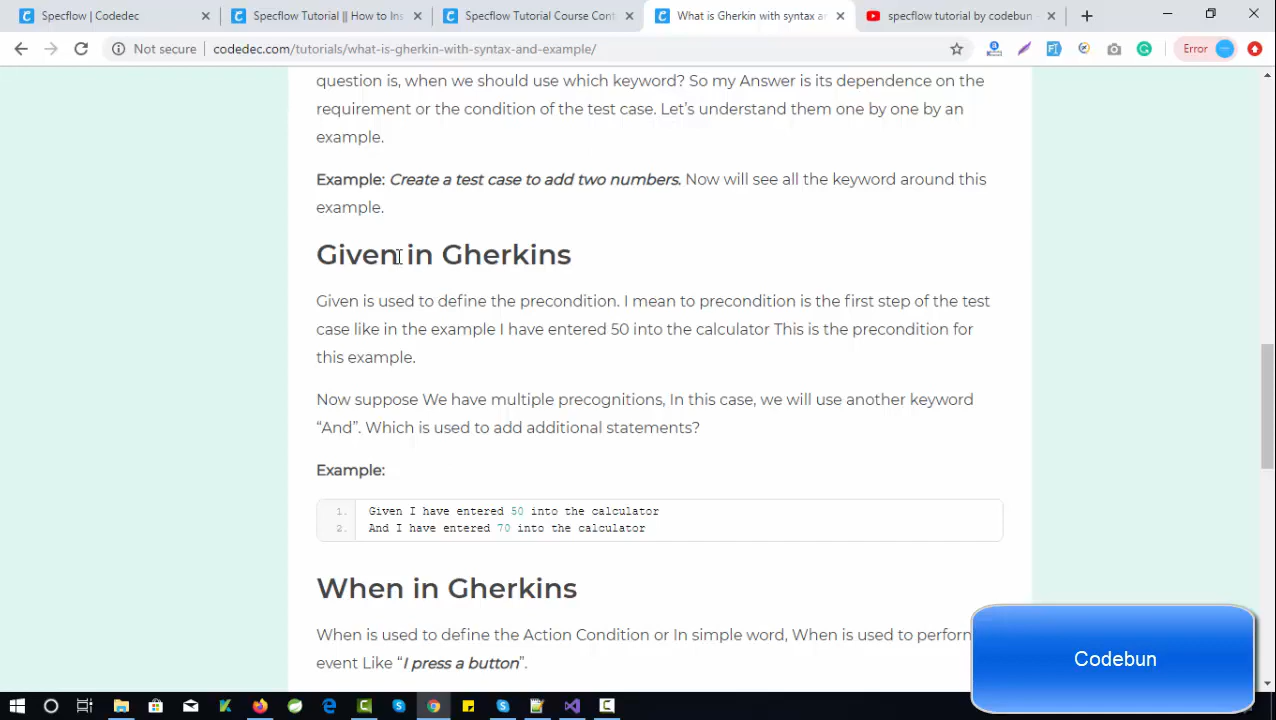 Specflow | Codedec
Specflow Tutorial || How to Ins
Specflow Tutorial Course Cont
What is Gherkin with syntax a
specflow tutorial by codebun -
Not secure
codedec.com/tutorials/what-is-gherkin-with-syntax-and-example/
Error
question is, when we should use which keyword? So my Answer is its dependence on the
requirement or the condition of the test case. Let's understand them one by one by an
example.
Example: Create a test case to add two numbers. Now will see all the keyword around this
example.
Given in Gherkins
Given is used to define the precondition. I mean to precondition is the first step of the test
case like in the example I have entered 50 into the calculator This is the precondition for
this example.
Now suppose We have multiple precognitions, In this case, we will use another keyword
“And”. Which is used to add additional statements?
Example:
1. Given I have entered 50 into the calculator
2. And I have entered 70 into the calculator
When in Gherkins
When is used to define the Action Condition or In simple word, When is used to perform
event Like “I press a button”.
Codebun